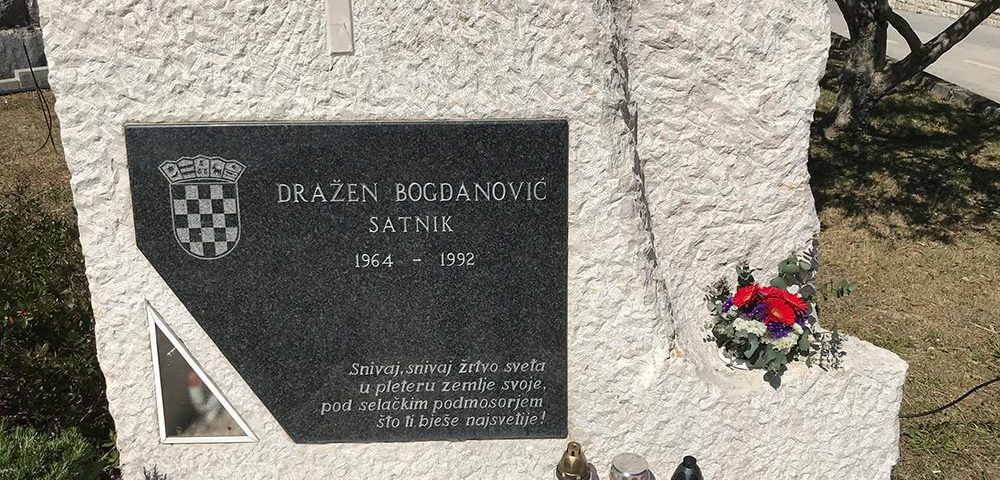 DRAŽEN BOGDANOVIĆ
SATNIK
1964 - 1992
Snivaj, snivaj žrtvo sveta
u pleteru zemlje svoje,
pod selačkim podmosorjem
što ti bješe najsvetije!